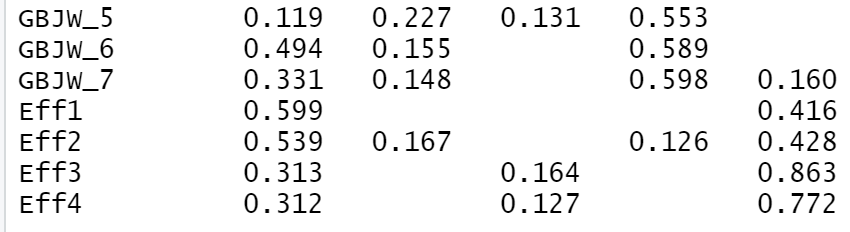 GBJW_5 0.119 0.227 0.131 0.553
GBJW_6 0.494 0.155 0.589
GBJW_7 0.331 0.148 0.598 0.160
Eff1 0.599 0.416
Eff2 0.539 0.167 0.126 0.428
Eff3 0.313 0.164 0.863
Eff4 0.312 0.127 0.772